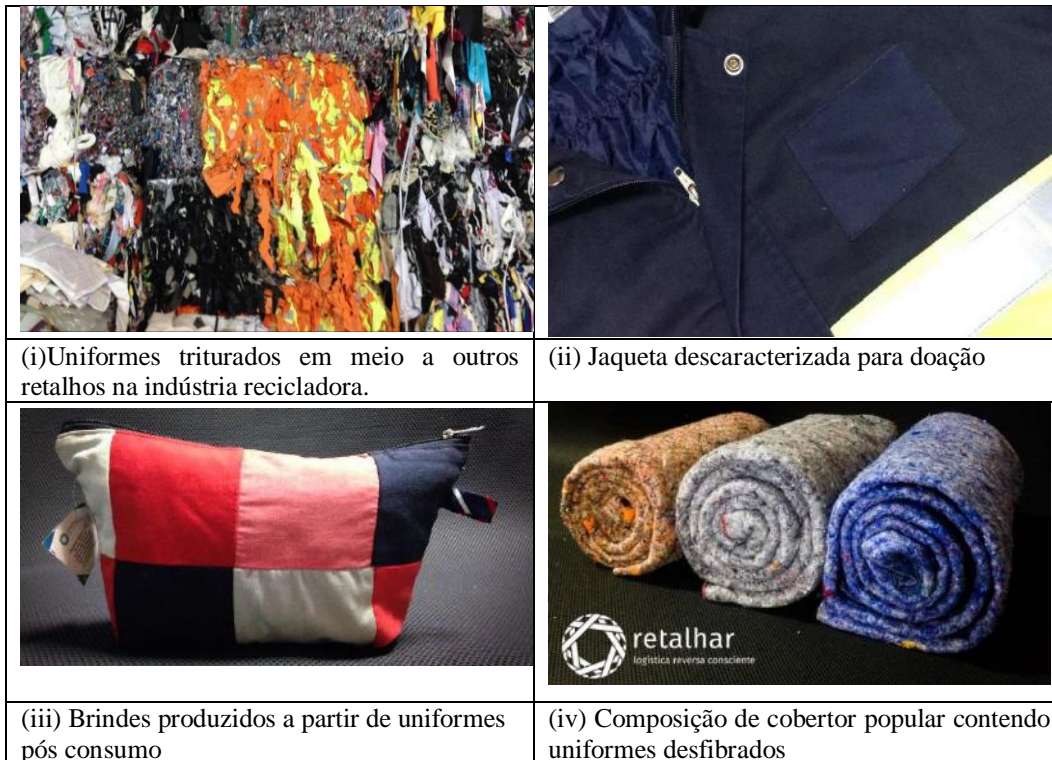 (i)Uniformes triturados em meio a outros
retalhos na indústria recicladora.
(ii) Jaqueta descaracterizada para doação
retalhar
logística reversa consciente
(iii) Brindes produzidos a partir de uniformes
pós consumo
(iv) Composição de cobertor popular contendo
uniformes desfibrados